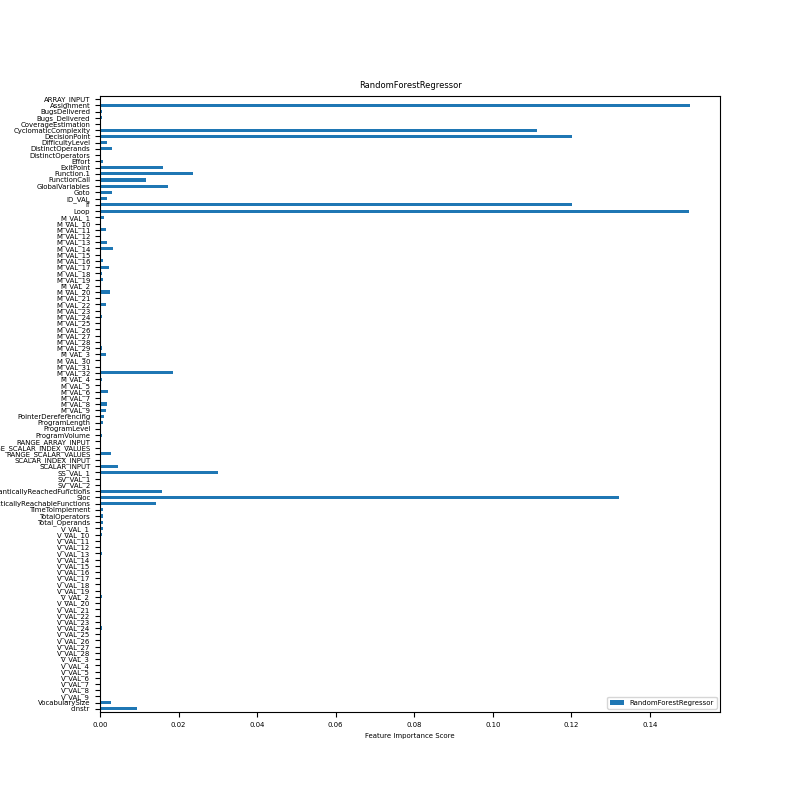 RandomForestRegressor
ARRAY_INPUT
Assignment
BugsDelivered
Bugs_Delivered
CoverageEstimation
CyclomaticComplexity
DecisionPoint
DifficultyLevel
DistinctOperands
DistinctOperators
Effort
ExitPoint
Function.1
FunctionCall
GlobalVariables
Goto
ID_VAL
If
Loop
M_VAL_1
M_VAL_10
M_VAL_11
M_VAL_12
M_VAL_13
M_VAL_14
M_VAL_15
M_VAL_16
M_VAL_17
M_VAL_18
M_VAL_19
M_VAL_2
M_VAL_20
M_VAL_21
M_VAL_22
M_VAL_23
M_VAL_24
M_VAL_25
M_VAL_26
M_VAL_27
M_VAL_28
M_VAL_29
M_VAL_3
M_VAL_30
M_VAL_31
M_VAL_32
M_VAL_4
M_VAL_5
M_VAL_6
M_VAL_7
M_VAL_8
M_VAL_9
PointerDereferencing
ProgramLength
ProgramLevel
ProgramVolume
RANGE_ARRAY_INPUT
E_SCALAR_INDEX_VALUES
RANGE_SCALAR_VALUES
SCALAR_INDEX_INPUT
SCALAR_INPUT
SS_VAL_1
SV_VAL_1
SV_VAL_2
anticallyReachedFunctions
Sloc
ticallyReachableFunctions
TimeToImplement
TotalOperators
Total_Operands
V_VAL_1
V_VAL_10
V_VAL_11
V_VAL_12
V_VAL_13
V_VAL_14
V_VAL_15
V_VAL_16
V_VAL_17
V_VAL_18
V_VAL_19
V_VAL_2
V_VAL_20
V_VAL_21
V_VAL_22
V_VAL_23
V_VAL_24
V_VAL_25
V_VAL_26
V_VAL_27
V_VAL_28
V_VAL_3
V_VAL_4
V_VAL_5
V_VAL_6
V_VAL_7
V_VAL_8
V_VAL_9
VocabularySize
cinstr
RandomForestRegressor
0.00 0.02 0.04 0.06 0.08 0.10 0.12 0.14
Feature Importance Score